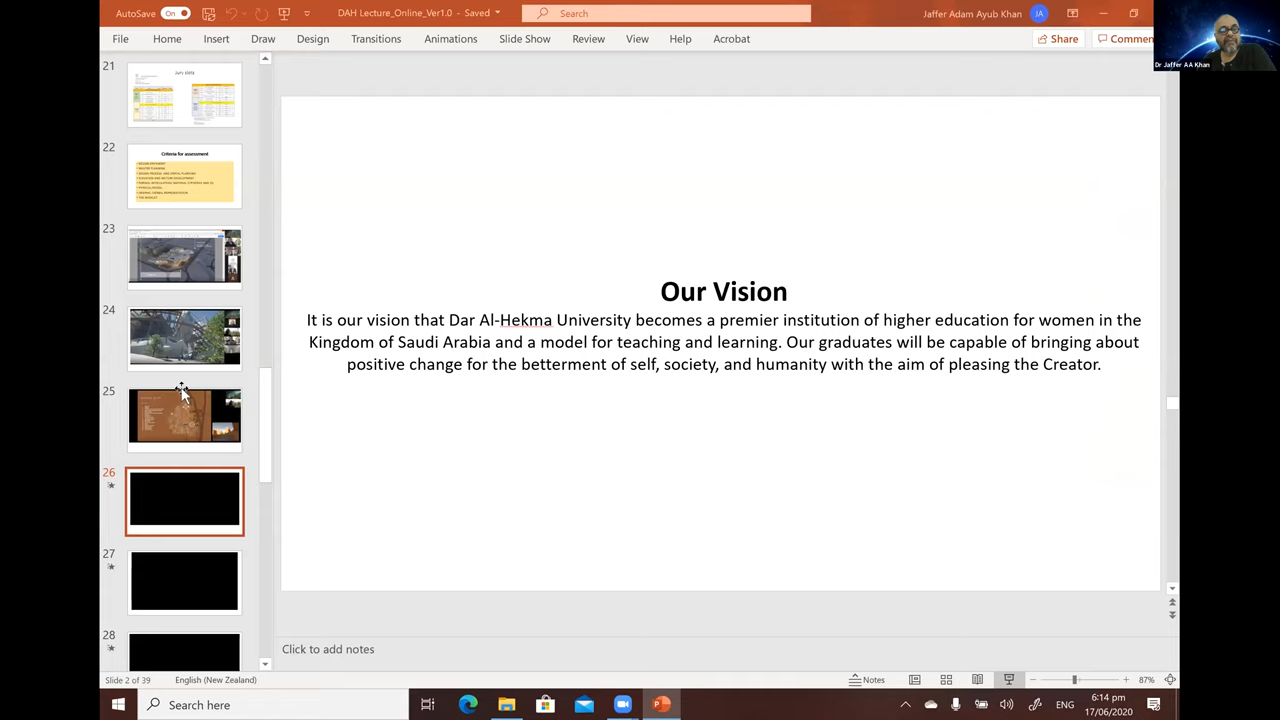 AutoSave On
DAH Lecture_Online_Ver1.0 - Saved
Search
Jaffer Adam Ayub Khan JA
File Home Insert Draw Design Transitions Animations Slide Show Review View Help Acrobat
Share
Dr Jaffer AA Khan
21
Jury data
22
Criteria for assessment
23
24
25
26
27
28
Our Vision
It is our vision that Dar Al-Hekma University becomes a premier institution of higher education for women in the
Kingdom of Saudi Arabia and a model for teaching and learning. Our graduates will be capable of bringing about
positive change for the betterment of self, society, and humanity with the aim of pleasing the Creator.
Click to add notes
Slide 2 of 39
English (New Zealand)
Notes
87%
Search here
ENG
6:14 pm
17/06/2020